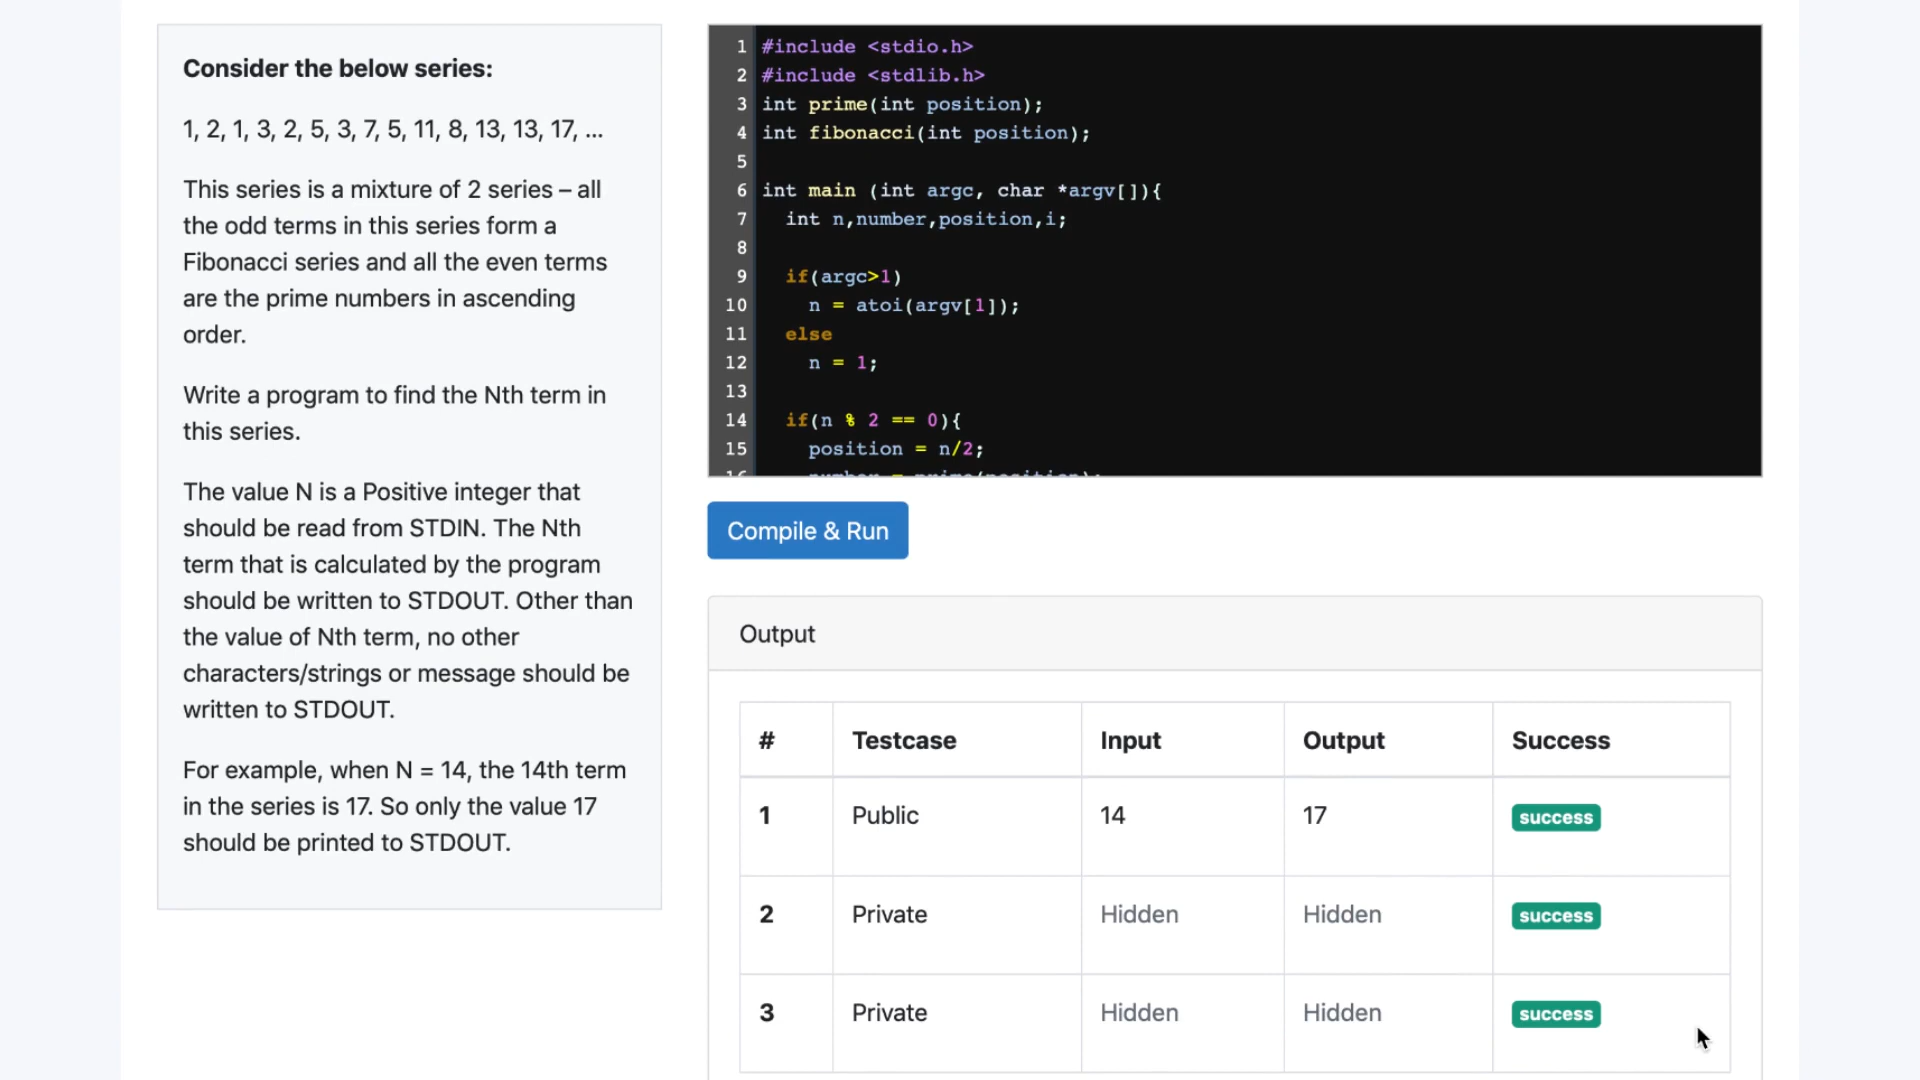 Consider the below series:
1, 2, 1, 3, 2, 5, 3, 7, 5, 11, 8, 13, 13, 17, ...
This series is a mixture of 2 series – all
the odd terms in this series form a
Fibonacci series and all the even terms
are the prime numbers in ascending
order.
Write a program to find the Nth term in
this series.
The value N is a Positive integer that
should be read from STDIN. The Nth
term that is calculated by the program
should be written to STDOUT. Other than
the value of Nth term, no other
characters/strings or message should be
written to STDOUT.
For example, when N = 14, the 14th term
in the series is 17. So only the value 17
should be printed to STDOUT.
1 #include <stdio.h>
2 #include <stdlib.h>
3 int prime(int position);
4 int fibonacci(int position);
5
6 int main (int argc, char *argv[]){
7   int n,number,position,i;
8
9   if(argc>1)
10     n = atoi(argv[1]);
11   else
12     n = 1;
13
14   if(n % 2 == 0){
15     position = n/2;
16     number = prime(position);
Compile & Run
Output
# Testcase Input Output Success
1 Public 14 17 success
2 Private Hidden Hidden success
3 Private Hidden Hidden success